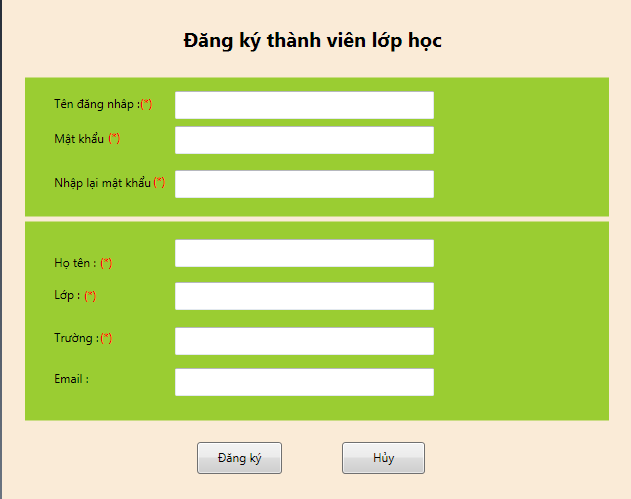 Đăng ký thành viên lớp học
Tên đăng nhâp :(*)
Mật khẩu (*)
Nhập lại mật khẩu (*)
Họ tên : (*)
Lớp : (*)
Trường :(*)
Email :
Đăng ký
Hủy